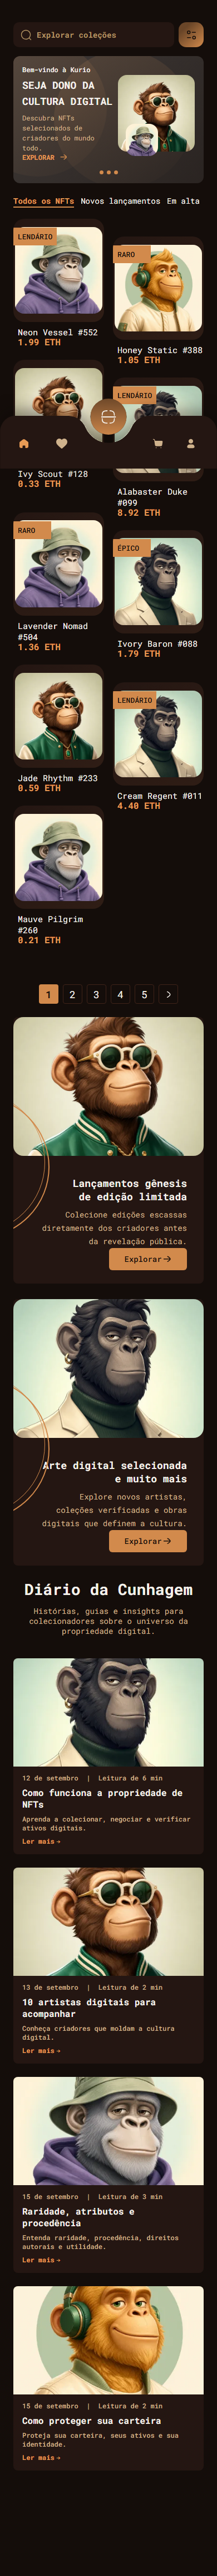 Explorar coleções
Bem-vindo à Kurio
SEJA DONO DA
CULTURA DIGITAL
Descubra NFTs
selecionados de
criadores do mundo
todo.
EXPLORAR
Todos os NFTs Novos lançamentos Em alta
LENDÁRIO
Neon Vessel #552
1.99 ETH
RARO
Honey Static #388
1.05 ETH
Ivy Scout #128
0.33 ETH
LENDÁRIO
Alabaster Duke
#099
8.92 ETH
RARO
Lavender Nomad
#504
1.36 ETH
ÉPICO
Ivory Baron #088
1.79 ETH
Jade Rhythm #233
0.59 ETH
LENDÁRIO
Cream Regent #011
4.40 ETH
Mauve Pilgrim
#260
0.21 ETH
1 2 3 4 5
Lançamentos gênesis
de edição limitada
Colecione edições escassas
diretamente dos criadores antes
da revelação pública.
Explorar
Arte digital selecionada
e muito mais
Explore novos artistas,
coleções verificadas e obras
digitais que definem a cultura.
Explorar
Diário da Cunhagem
Histórias, guias e insights para
colecionadores sobre o universo da
propriedade digital.
12 de setembro | Leitura de 6 min
Como funciona a propriedade de
NFTs
Aprenda a colecionar, negociar e verificar
ativos digitais.
Ler mais
13 de setembro | Leitura de 2 min
10 artistas digitais para
acompanhar
Conheça criadores que moldam a cultura
digital.
Ler mais
15 de setembro | Leitura de 3 min
Raridade, atributos e
procedência
Entenda raridade, procedência, direitos
autorais e utilidade.
Ler mais
15 de setembro | Leitura de 2 min
Como proteger sua carteira
Proteja sua carteira, seus ativos e sua
identidade.
Ler mais